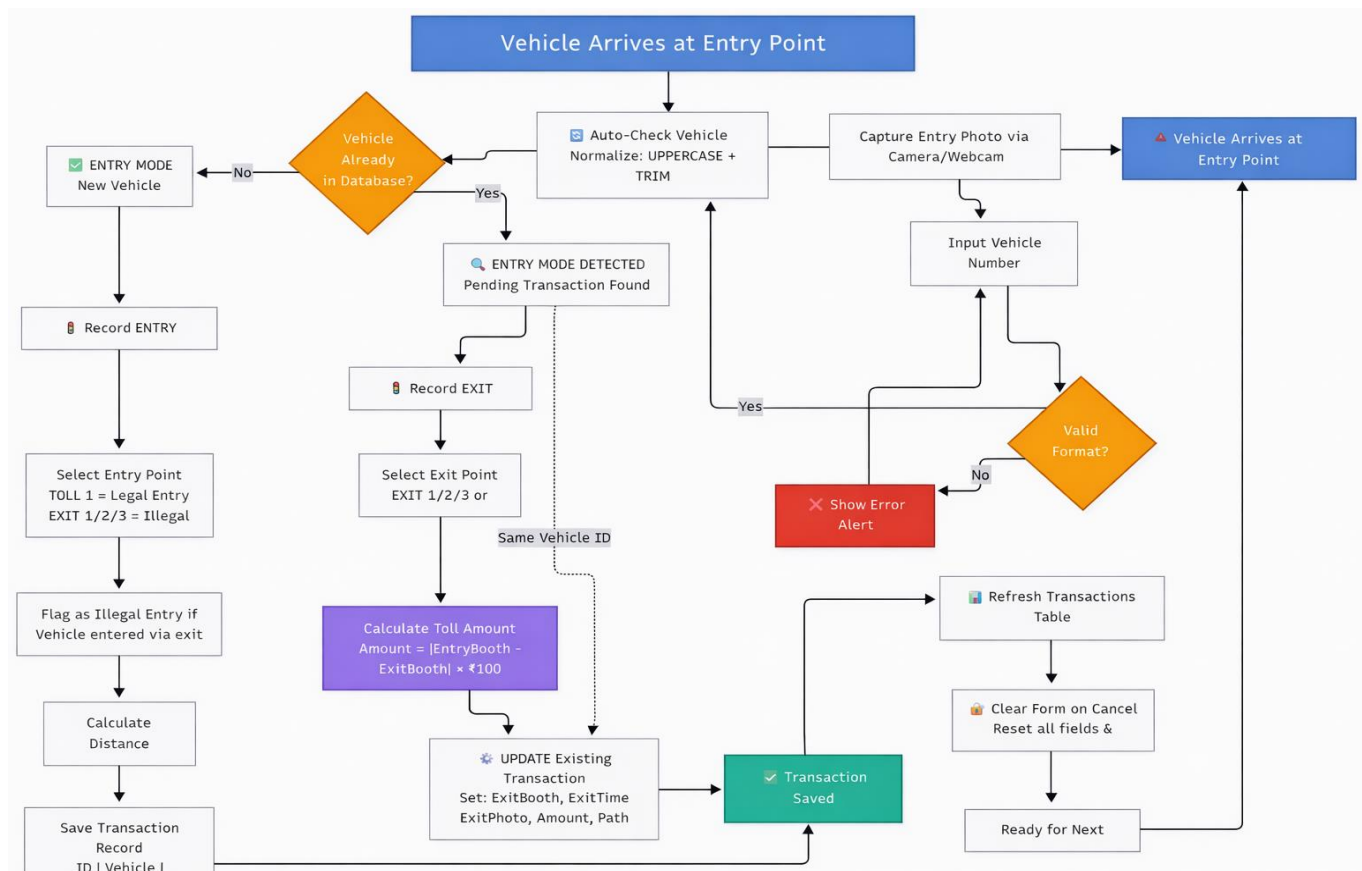 Vehicle Arrives at Entry Point
Vehicle
Already
in Database?
Auto-Check Vehicle
Normalize: UPPERCASE +
TRIM
Capture Entry Photo via
Camera/Webcam
Vehicle Arrives at
Entry Point
ENTRY MODE
New Vehicle
No
Yes
Input Vehicle
Number
ENTRY MODE DETECTED
Pending Transaction Found
Record ENTRY
Record EXIT
Yes
Valid
Format?
No
Select Entry Point
TOLL 1 = Legal Entry
EXIT 1/2/3 = Illegal
Select Exit Point
EXIT 1/2/3 or
Show Error
Alert
Same Vehicle ID
Flag as Illegal Entry if
Vehicle entered via exit
Calculate Toll Amount
Amount = |EntryBooth -
ExitBooth| × ₹100
Refresh Transactions
Table
Calculate
Distance
Clear Form on Cancel
Reset all fields &
UPDATE Existing
Transaction
Set: ExitBooth, ExitTime
ExitPhoto, Amount, Path
Transaction
Saved
Ready for Next
Save Transaction
Record
ID | Vehicle |